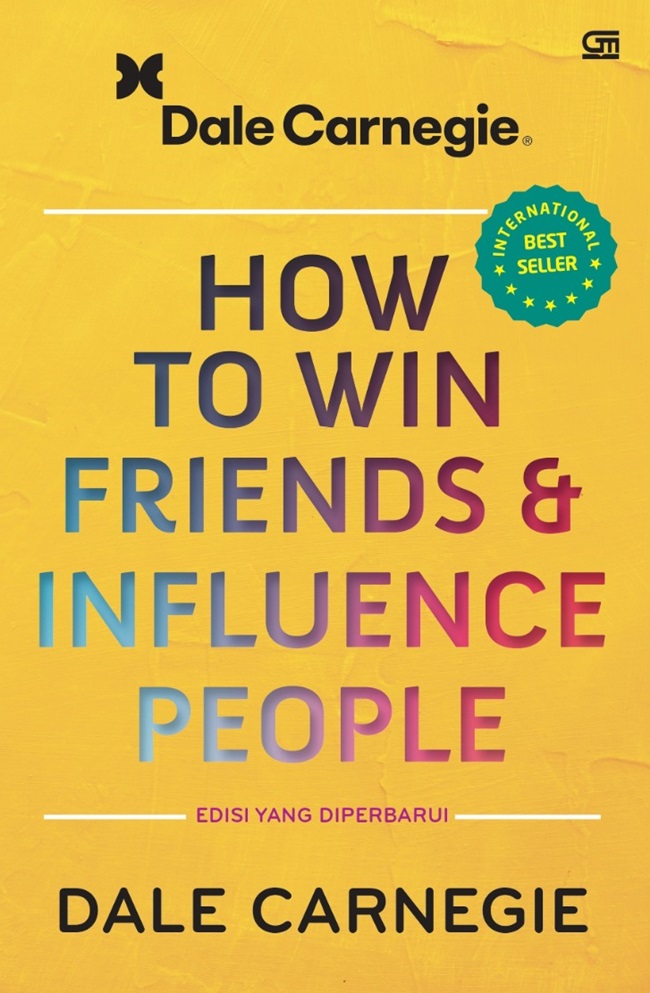 GM
Dale Carnegie®
INTERNATIONAL
BEST
SELLER
HOW
TO WIN
FRIENDS &
INFLUENCE
PEOPLE
EDISI YANG DIPERBARUI
DALE CARNEGIE